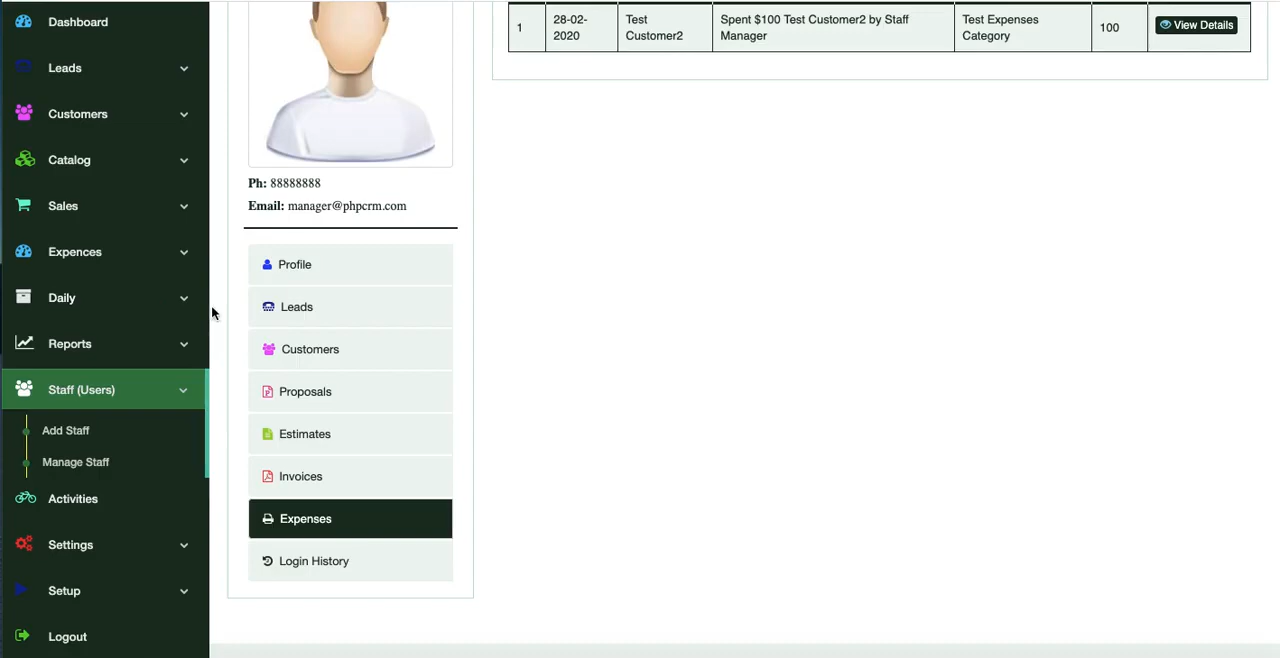 Dashboard
Leads
Customers
Catalog
Sales
Expences
Daily
Reports
Staff (Users)
Add Staff
Manage Staff
Activities
Settings
Setup
Logout
Ph: 88888888
Email: manager@phpcrm.com
Profile
Leads
Customers
Proposals
Estimates
Invoices
Expenses
Login History
1
28-02-
2020
Test
Customer2
Spent $100 Test Customer2 by Staff
Manager
Test Expenses
Category
100
View Details